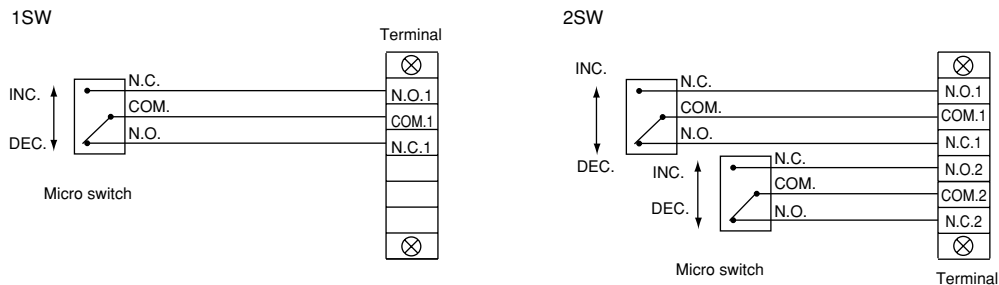 1SW
Terminal
INC.
DEC.
N.C.
COM.
N.O.
N.O.1
COM.1
N.C.1
Micro switch
2SW
INC.
DEC.
N.C.
COM.
N.O.
INC.
DEC.
N.C.
COM.
N.O.
N.O.1
COM.1
N.C.1
N.O.2
COM.2
N.C.2
Micro switch
Terminal